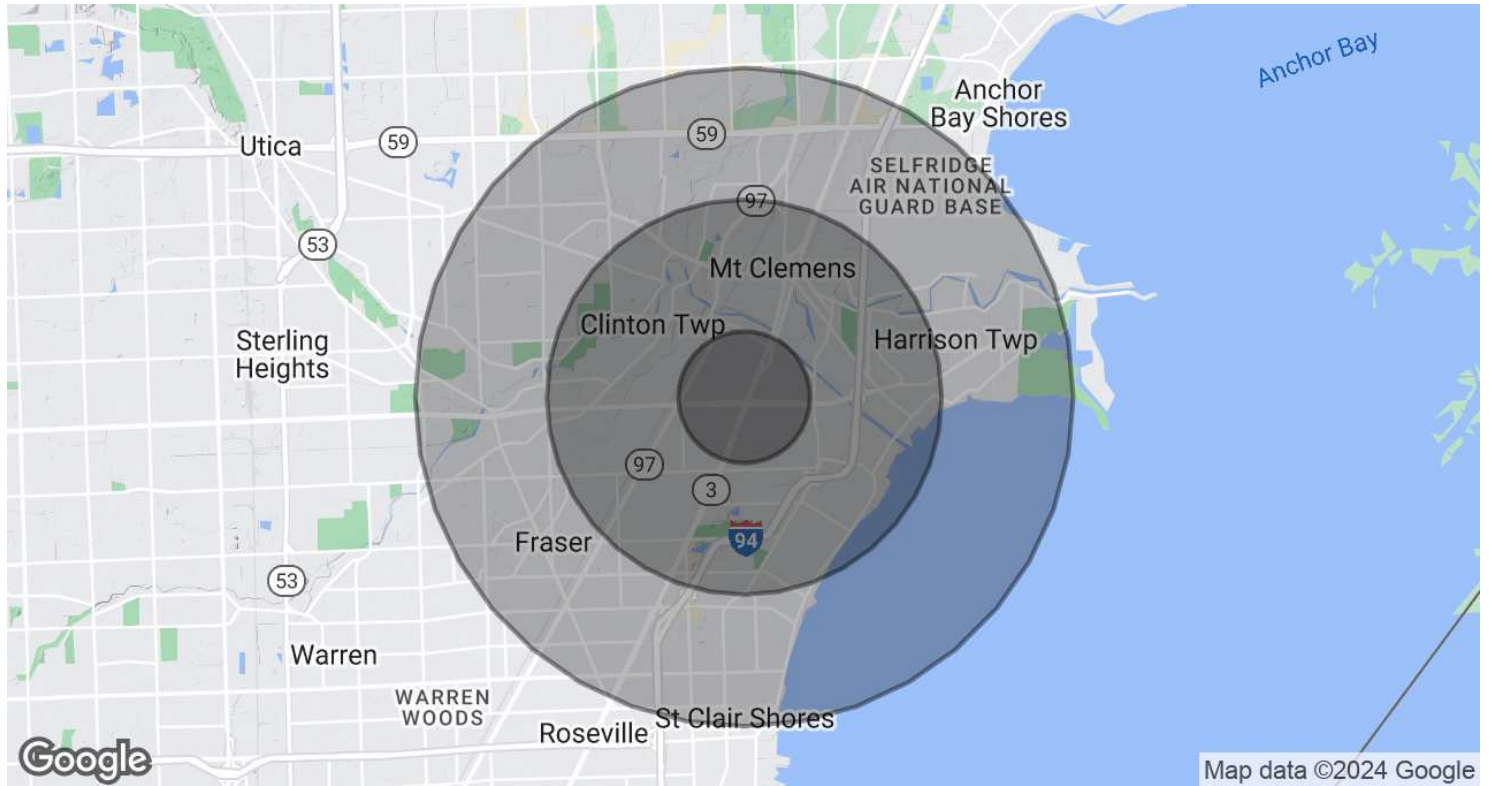 Anchor Bay
Anchor
Bay Shores
59
59
Utica
SELFRIDGE
AIR NATIONAL
GUARD BASE
97
53
Mt Clemens
Clinton Twp
Sterling
Heights
Harrison Twp
97
3
94
Fraser
53
Warren
WARREN
WOODS
St Clair Shores
Roseville
Google
Map data ©2024 Google